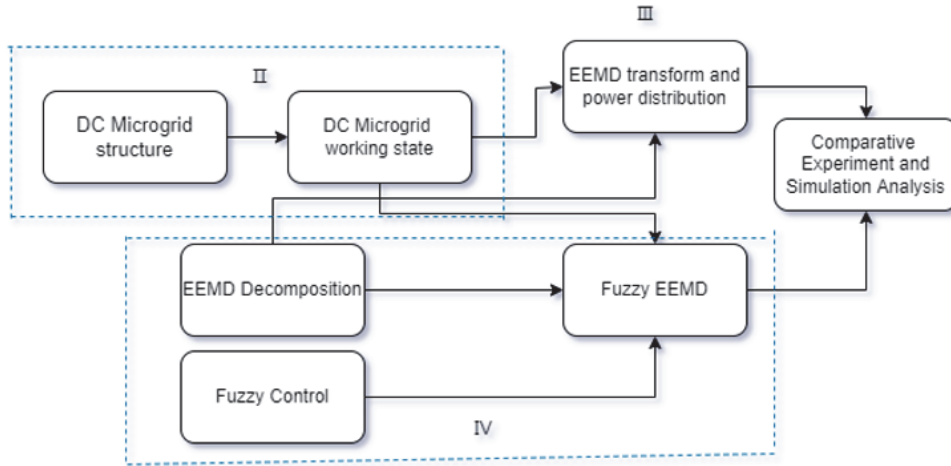 Ⅲ
Ⅱ
EEMD transform and
power distribution
DC Microgrid
structure
DC Microgrid
working state
Comparative
Experiment and
Simulation Analysis
EEMD Decomposition
Fuzzy EEMD
Fuzzy Control
Ⅳ